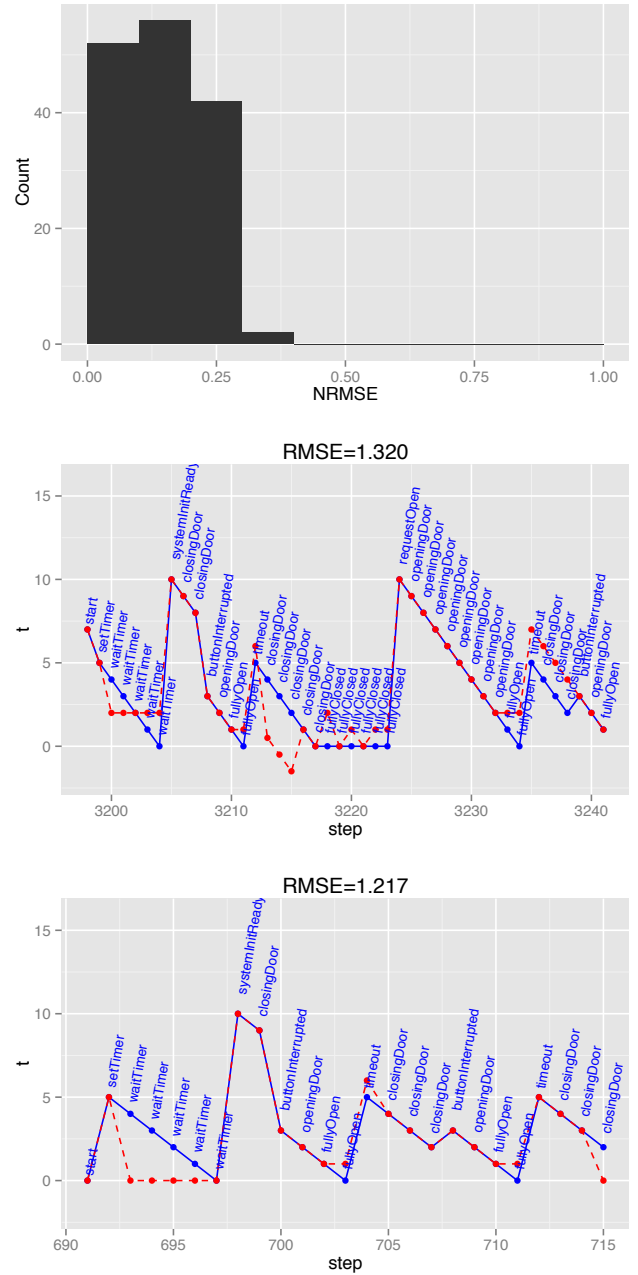 40
20
0
Count
0.00
0.25
0.50
0.75
1.00
NRMSE
RMSE=1.320
15
10
5
0
t
start
setTimer
waitTimer
waitTimer
waitTimer
waitTimer
waitTimer
systemInitReady
closingDoor
closingDoor
buttonInterrupted
openingDoor
fullyOpen
fullyOpen
timeout
closingDoor
closingDoor
closingDoor
closingDoor
fullyClosed
fullyClosed
fullyClosed
fullyClosed
fullyClosed
fullyClosed
requestOpen
openingDoor
openingDoor
openingDoor
openingDoor
openingDoor
openingDoor
openingDoor
openingDoor
fullyOpen
fullyOpen
timeout
closingDoor
closingDoor
closingDoor
buttonInterrupted
openingDoor
fullyOpen
3200
3210
3220
3230
3240
step
RMSE=1.217
15
10
5
0
t
start
setTimer
waitTimer
waitTimer
waitTimer
waitTimer
waitTimer
systemInitReady
closingDoor
buttonInterrupted
openingDoor
fullyOpen
fullyOpen
timeout
closingDoor
closingDoor
closingDoor
buttonInterrupted
openingDoor
fullyOpen
fullyOpen
timeout
closingDoor
closingDoor
closingDoor
690
695
700
705
710
715
step